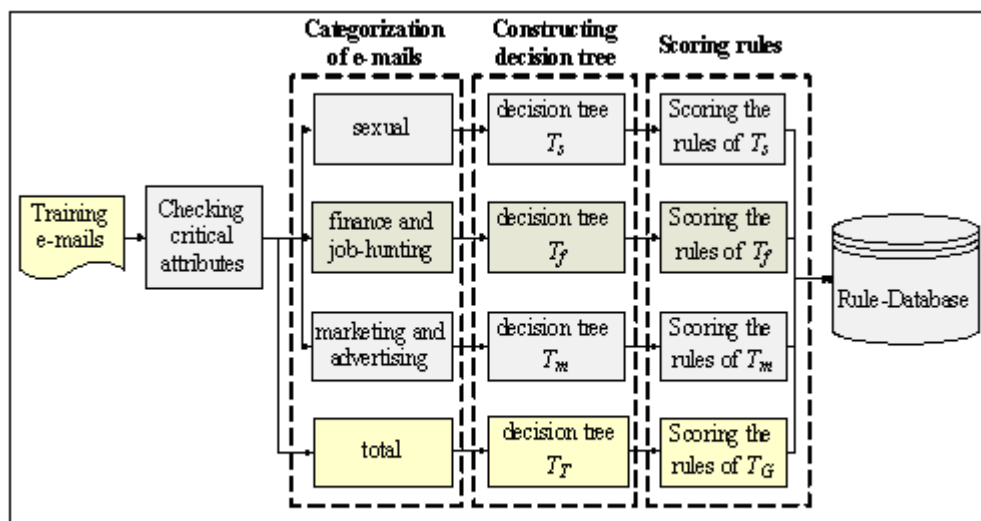 Categorization
of e-mails
Constructing
decision tree
Scoring rules
sexual
decision tree
Ts
Scoring the
rules of Ts
Training
e-mails
Checking
critical
attributes
finance and
job-hunting
decision tree
Tf
Scoring the
rules of Tf
Rule-Database
marketing and
advertising
decision tree
Tm
Scoring the
rules of Tm
total
decision tree
TT
Scoring the
rules of TG